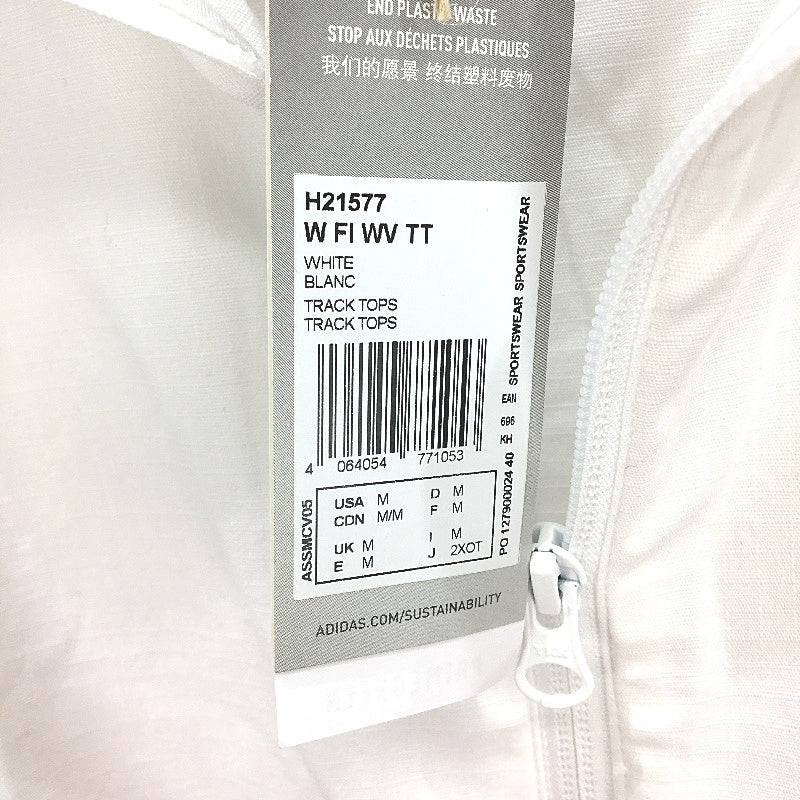 END PLASTIC WASTE
STOP AUX DÉCHETS PLASTIQUES
我们的愿景 终结塑料废物
H21577
W FI WV TT
WHITE
BLANC
TRACK TOPS
TRACK TOPS
SPORTSWEAR SPORTSWEAR
EAN
696
KH
PO 127900024 40
4 064054 771053
ASSMCV05
USA M D M
CDN M/M F M
UK M I M
E M J 2XOT
ADIDAS.COM/SUSTAINABILITY
YKK